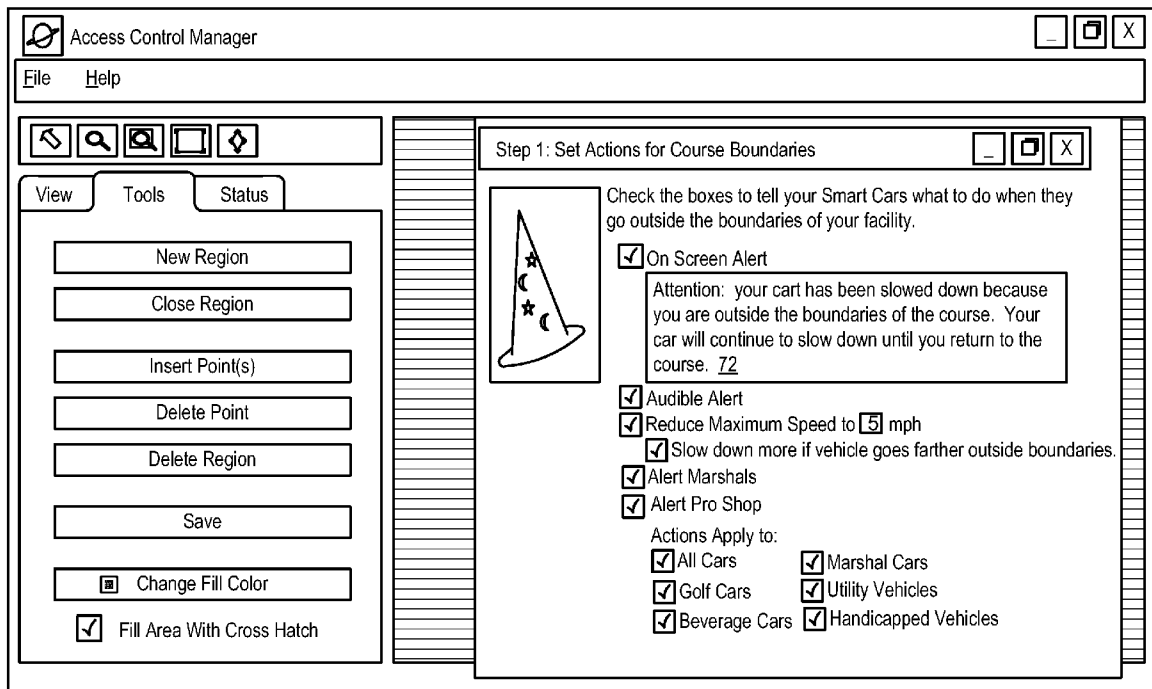 Access Control Manager
_ X
File Help
View Tools Status
New Region
Close Region
Insert Point(s)
Delete Point
Delete Region
Save
Change Fill Color
Fill Area With Cross Hatch
Step 1: Set Actions for Course Boundaries
_ X
Check the boxes to tell your Smart Cars what to do when they
go outside the boundaries of your facility.
On Screen Alert
Attention: your cart has been slowed down because
you are outside the boundaries of the course. Your
car will continue to slow down until you return to the
course. 72
Audible Alert
Reduce Maximum Speed to 5 mph
Slow down more if vehicle goes farther outside boundaries.
Alert Marshals
Alert Pro Shop
Actions Apply to:
All Cars Marshal Cars
Golf Cars Utility Vehicles
Beverage Cars Handicapped Vehicles